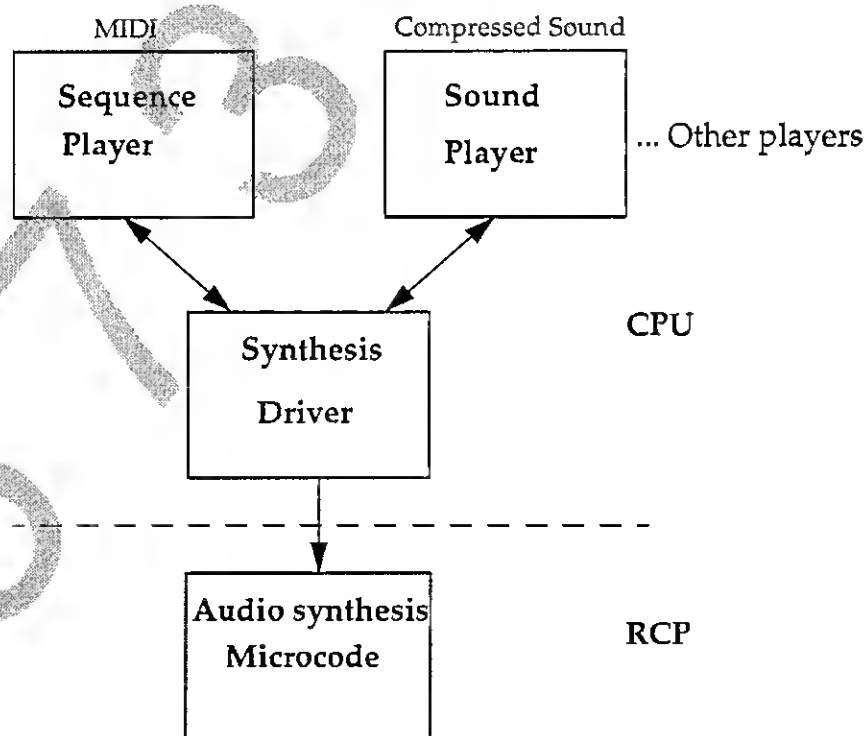 MIDI
Compressed Sound
Sequence
Player
Sound
Player
... Other players
CPU
Synthesis
Driver
Audio synthesis
Microcode
RCP